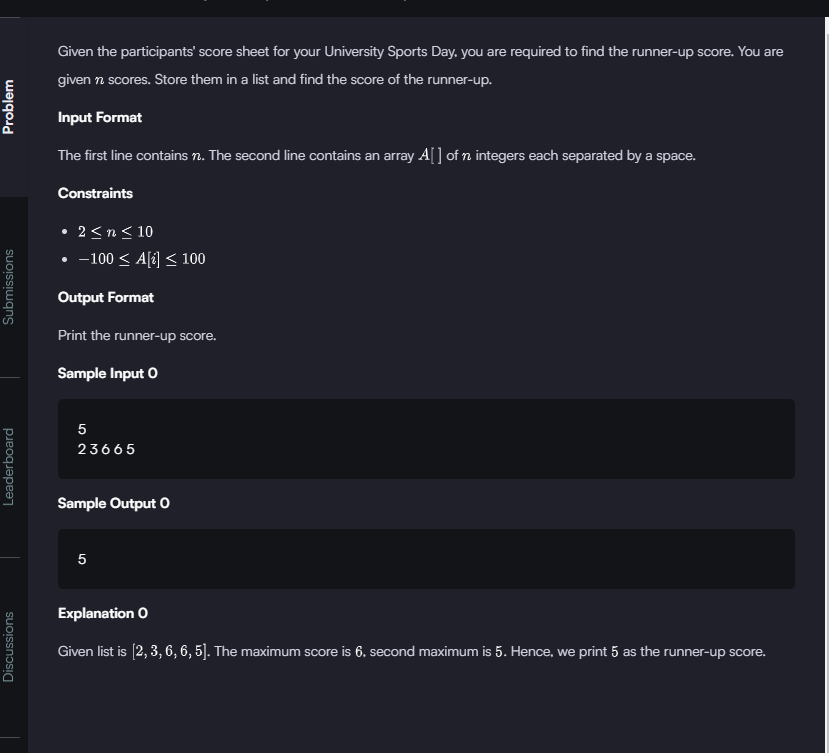 Problem
Submissions
Leaderboard
Discussions
Given the participants' score sheet for your University Sports Day, you are required to find the runner-up score. You are
given n scores. Store them in a list and find the score of the runner-up.
Input Format
The first line contains n. The second line contains an array A[ ] of n integers each separated by a space.
Constraints
• 2 ≤ n ≤ 10
• −100 ≤ A[i] ≤ 100
Output Format
Print the runner-up score.
Sample Input 0
5
2 3 6 6 5
Sample Output 0
5
Explanation 0
Given list is [2, 3, 6, 6, 5]. The maximum score is 6, second maximum is 5. Hence, we print 5 as the runner-up score.